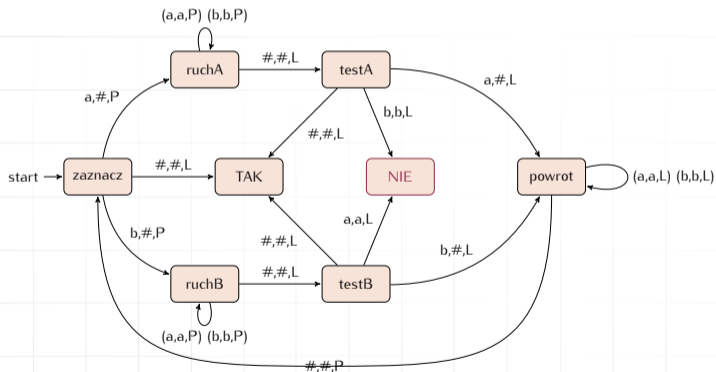 (a,a,P) (b,b,P)
ruchA
#,#,L
testA
a,#,P
a,#,L
b,b,L
#,#,L
start
zaznacz
#,#,L
TAK
NIE
powrot
(a,a,L) (b,b,L)
b,#,P
a,a,L
#,#,L
b,#,L
ruchB
#,#,L
testB
(a,a,P) (b,b,P)
#,#,P